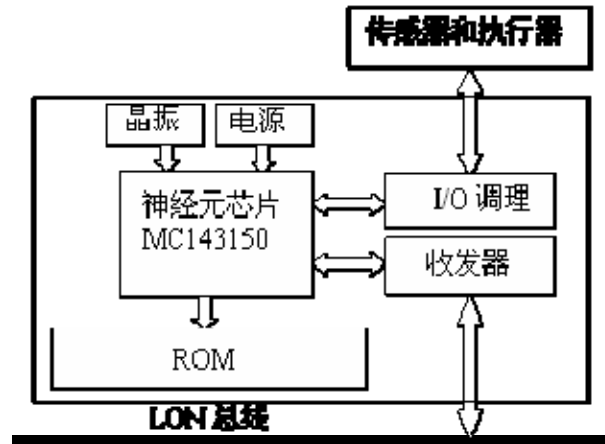 传感器和执行器
晶振
电源
神经元芯片
MC143150
I/O 调理
收发器
ROM
LON 总线